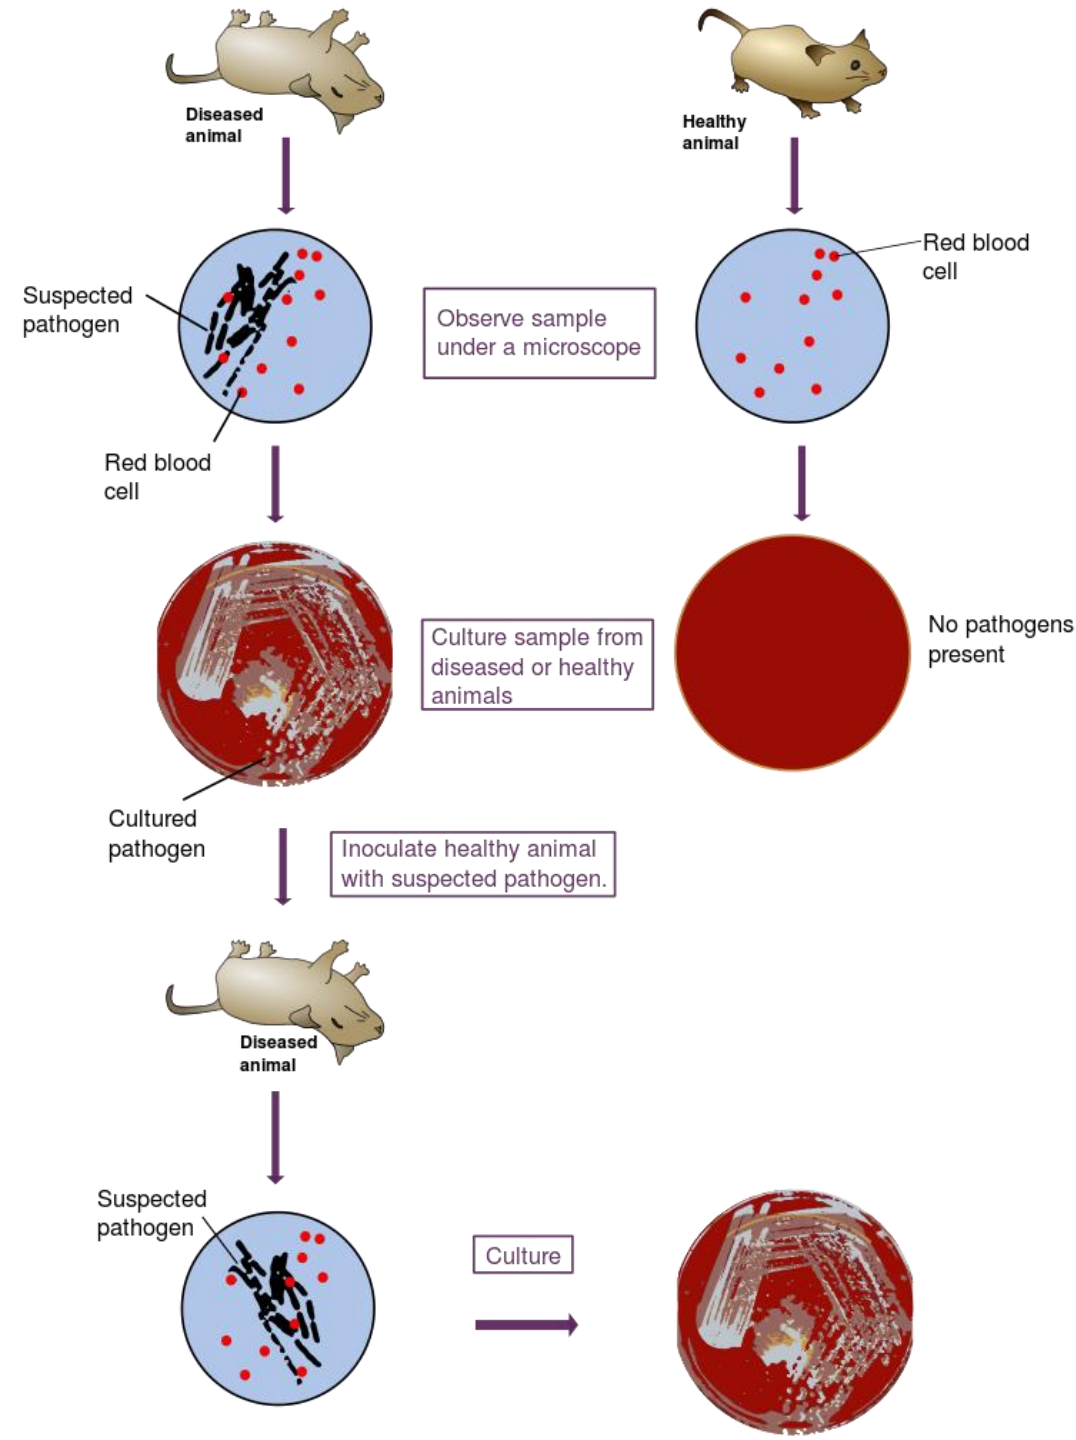 Diseased
animal
Healthy
animal
Red blood
cell
Suspected
pathogen
Observe sample
under a microscope
Red blood
cell
Culture sample from
diseased or healthy
animals
No pathogens
present
Cultured
pathogen
Inoculate healthy animal
with suspected pathogen.
Diseased
animal
Suspected
pathogen
Culture